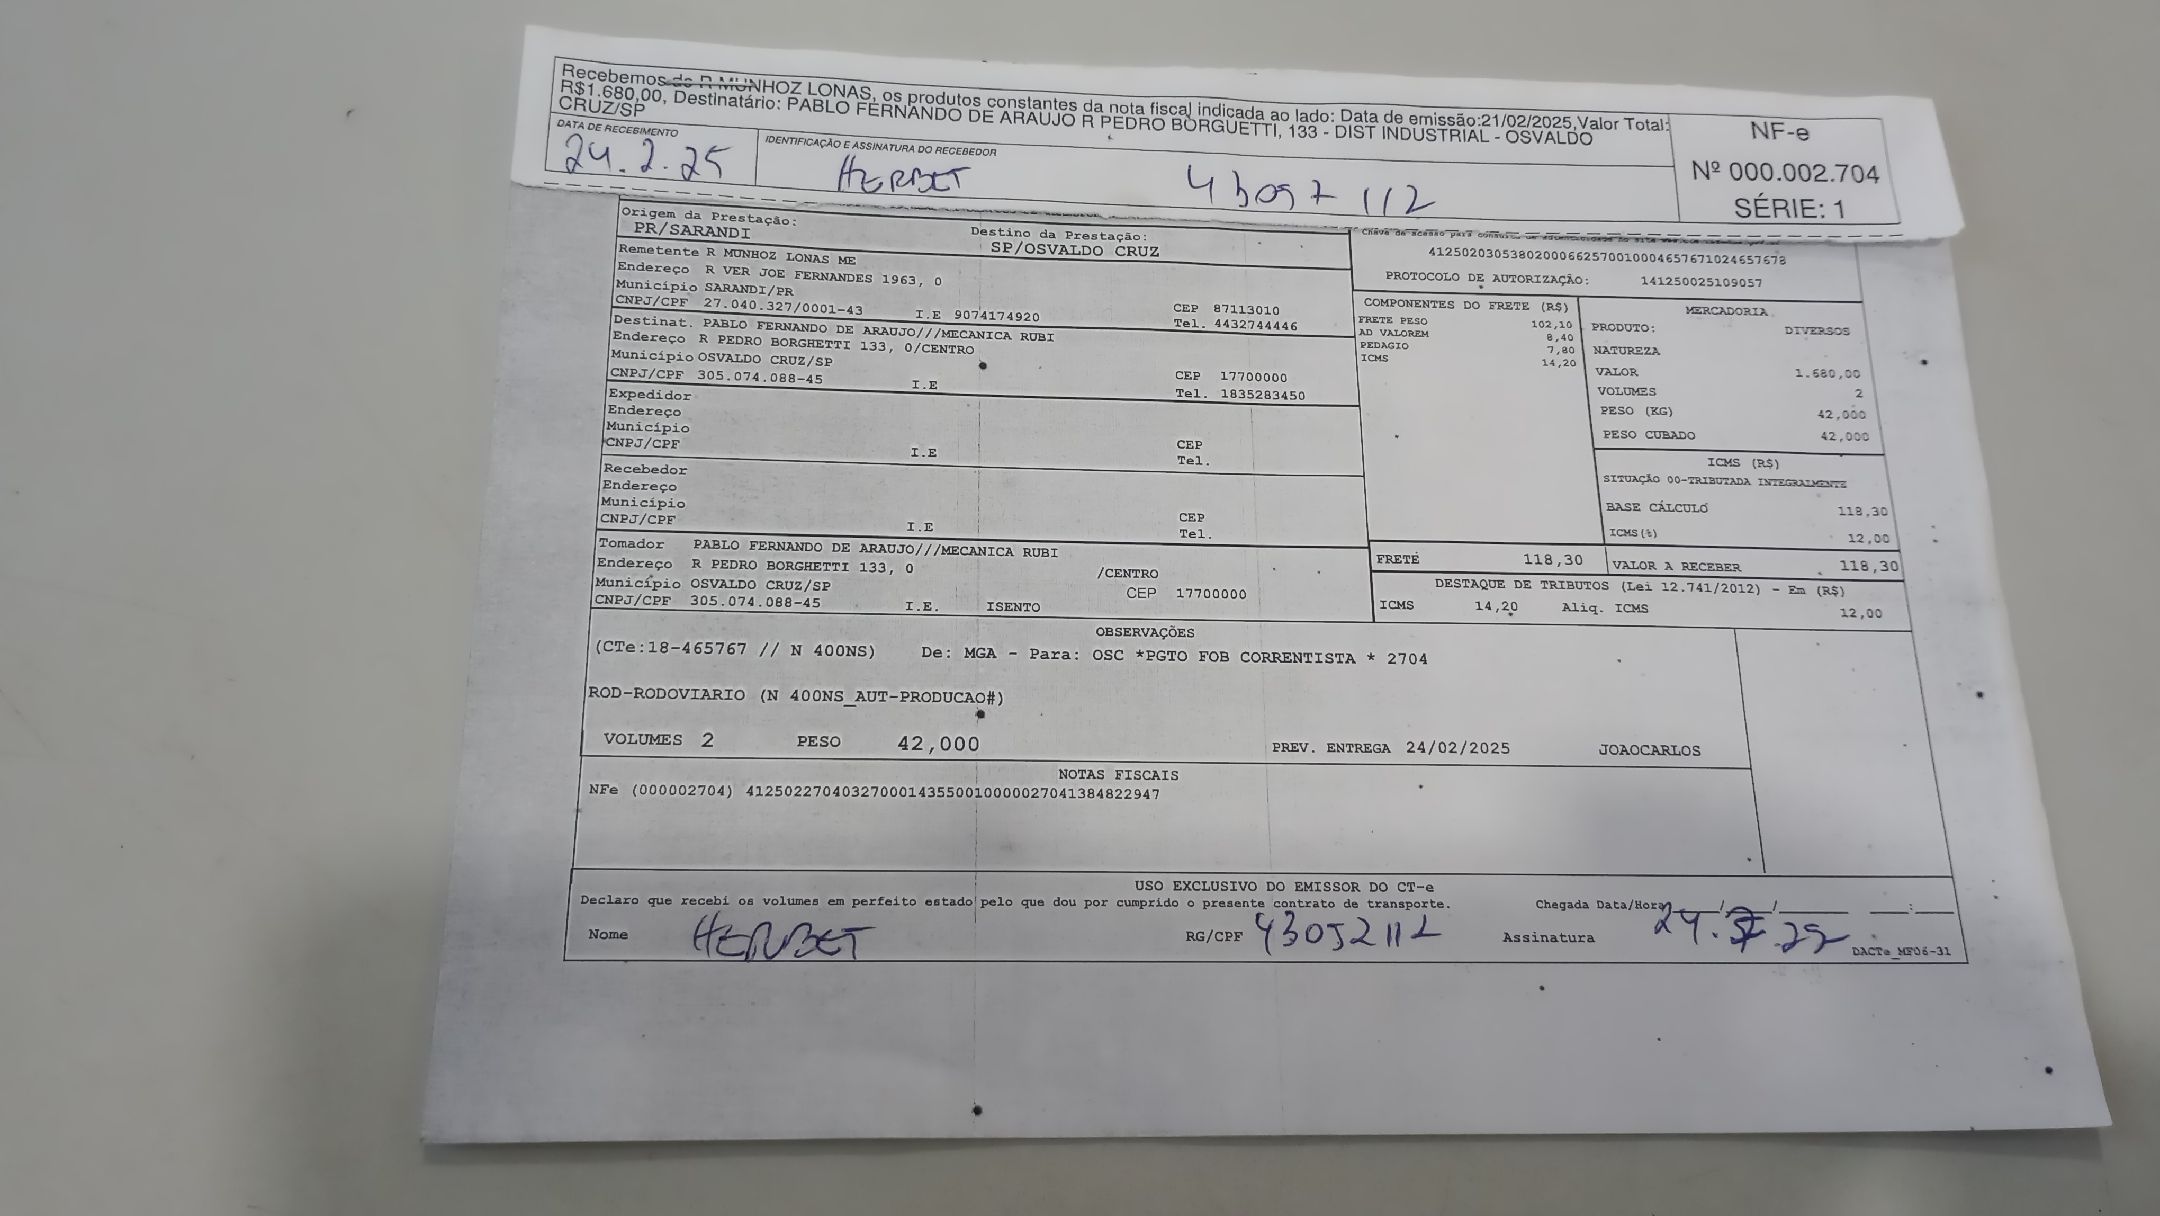 Recebemos de R MUNHOZ LONAS, os produtos constantes da nota fiscal indicada ao lado: Data de emissão:21/02/2025,Valor Total:
R$1.680,00, Destinatário: PABLO FERNANDO DE ARAUJO R PEDRO BORGUETTI, 133 - DIST INDUSTRIAL - OSVALDO
CRUZ/SP
NF-e
Nº 000.002.704
SÉRIE: 1
DATA DE RECEBIMENTO
24.2.25
IDENTIFICAÇÃO E ASSINATURA DO RECEBEDOR
HERBET
Origem da Prestação:
PR/SARANDI
Destino da Prestação:
SP/OSVALDO CRUZ
Remetente R MUNHOZ LONAS ME
Endereço R VER JOE FERNANDES 1963, 0
Município SARANDI/PR
CEP 87113010
CNPJ/CPF 27.040.327/0001-43 I.E 9074174920 Tel. 4432744446
Destinat. PABLO FERNANDO DE ARAUJO///MECANICA RUBI
Endereço R PEDRO BORGHETTI 133, 0/CENTRO
Município OSVALDO CRUZ/SP
CEP 17700000
CNPJ/CPF 305.074.088-45 I.E Tel. 1835283450
Expedidor
Endereço
Município
CEP
CNPJ/CPF I.E Tel.
Recebedor
Endereço
Município
CEP
CNPJ/CPF I.E Tel.
Tomador PABLO FERNANDO DE ARAUJO///MECANICA RUBI
Endereço R PEDRO BORGHETTI 133, 0 /CENTRO
Município OSVALDO CRUZ/SP CEP 17700000
CNPJ/CPF 305.074.088-45 I.E. ISENTO
Chave de acesso para
41250203053802000662570010004657671024657678
PROTOCOLO DE AUTORIZAÇÃO: 141250025109057
COMPONENTES DO FRETE (R$)
FRETE PESO 102,10
AD VALOREM 8,40
PEDAGIO 7,80
ICMS 14,20
MERCADORIA
PRODUTO: DIVERSOS
NATUREZA
VALOR 1.680,00
VOLUMES 2
PESO (KG) 42,000
PESO CUBADO 42,000
ICMS (R$)
SITUAÇÃO 00-TRIBUTADA INTEGRALMENTE
BASE CÁLCULO 118,30
ICMS(%) 12,00
FRETE 118,30 VALOR A RECEBER 118,30
DESTAQUE DE TRIBUTOS (Lei 12.741/2012) - Em (R$)
ICMS 14,20 Aliq. ICMS 12,00
OBSERVAÇÕES
(CTe:18-465767 // N 400NS) De: MGA - Para: OSC *PGTO FOB CORRENTISTA * 2704
ROD-RODOVIARIO (N 400NS_AUT-PRODUCAO#)
VOLUMES 2 PESO 42,000 PREV. ENTREGA 24/02/2025 JOAOCARLOS
NOTAS FISCAIS
NFe (000002704) 41250227040327000143550010000027041384822947
USO EXCLUSIVO DO EMISSOR DO CT-e
Declaro que recebi os volumes em perfeito estado pelo que dou por cumprido o presente contrato de transporte. Chegada Data/Hora __/__/____ __:__
Nome HERBET RG/CPF Assinatura
DACTe_MF06-31